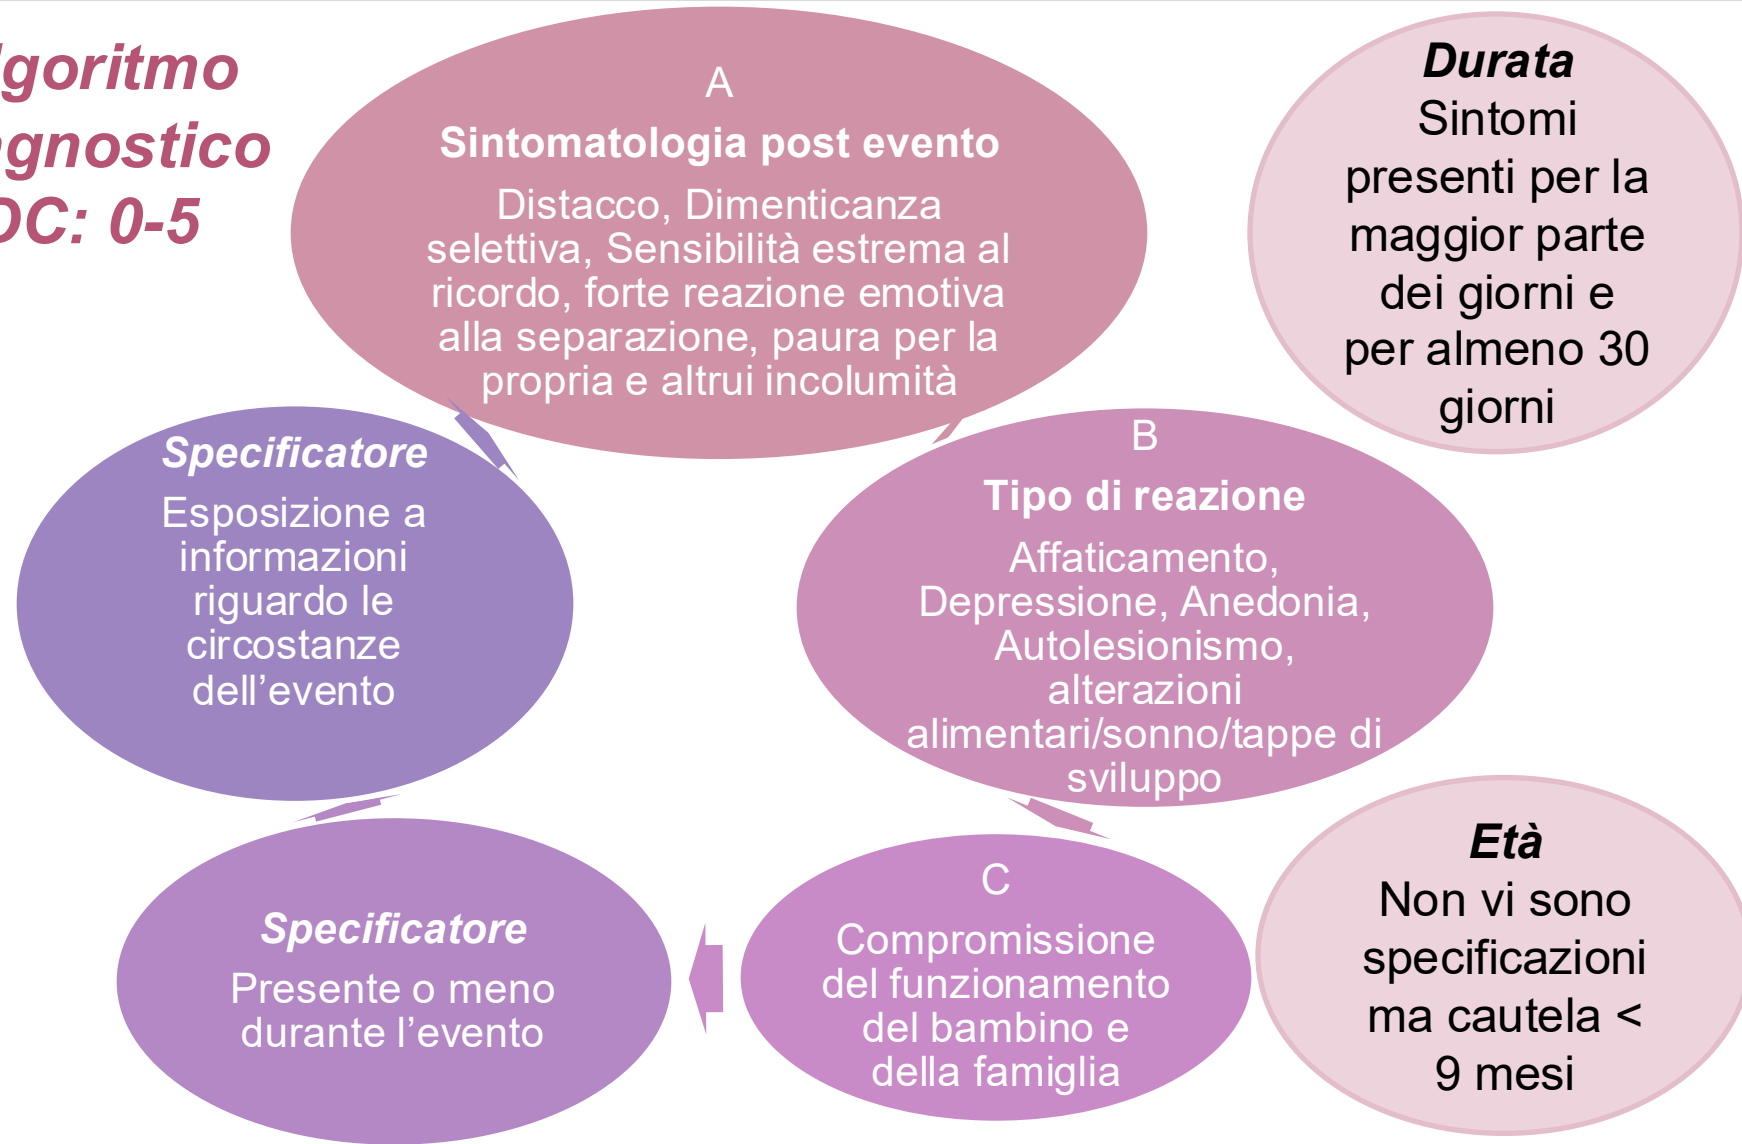 lgoritmo
gnostico
DC: 0-5
A
Sintomatologia post evento
Distacco, Dimenticanza
selettiva, Sensibilità estrema al
ricordo, forte reazione emotiva
alla separazione, paura per la
propria e altrui incolumità
Durata
Sintomi
presenti per la
maggior parte
dei giorni e
per almeno 30
giorni
B
Tipo di reazione
Affaticamento,
Depressione, Anedonia,
Autolesionismo,
alterazioni
alimentari/sonno/tappe di
sviluppo
Specificatore
Esposizione a
informazioni
riguardo le
circostanze
dell’evento
C
Compromissione
del funzionamento
del bambino e
della famiglia
Specificatore
Presente o meno
durante l’evento
Età
Non vi sono
specificazioni
ma cautela <
9 mesi